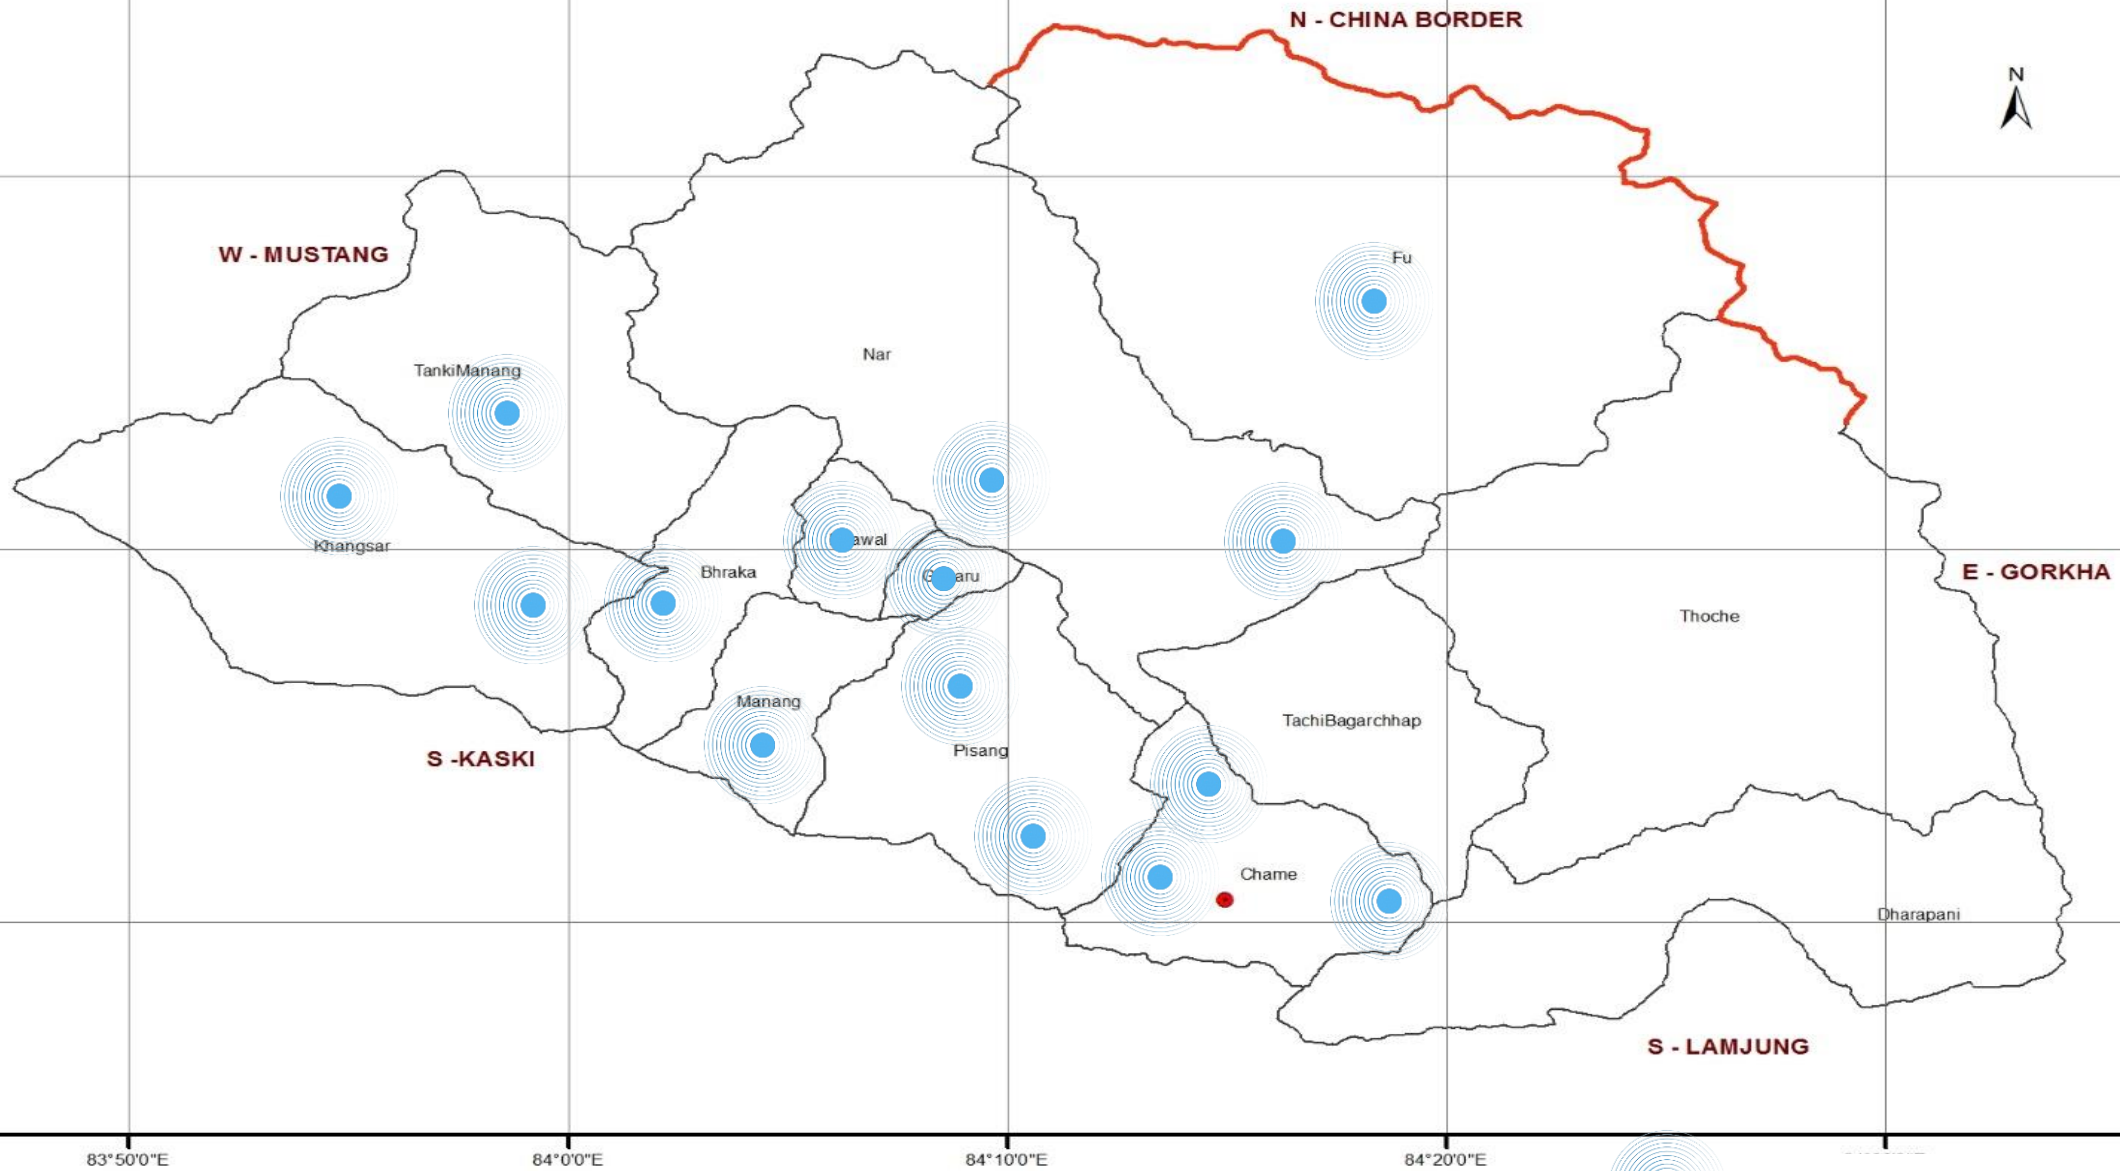 N - CHINA BORDER
N
W - MUSTANG
Fu
Nar
TankiManang
Khangsar
Bhraka
E - GORKHA
Thoche
Manang
TachiBagarchhap
Pisang
S -KASKI
Chame
Dharapani
S - LAMJUNG
83°50'0"E
84°0'0"E
84°10'0"E
84°20'0"E